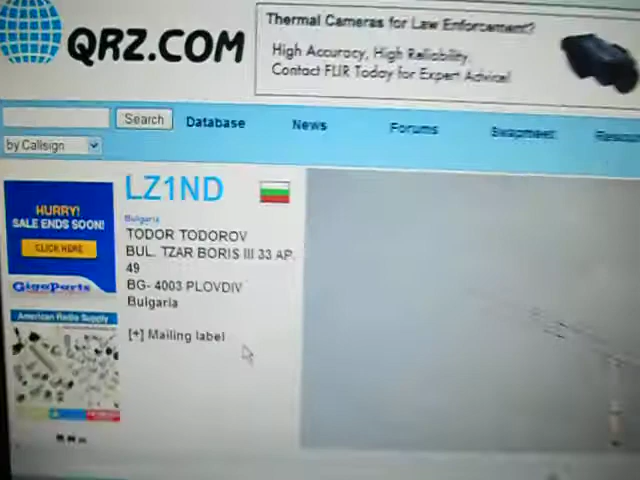 QRZ.COM
Thermal Cameras for Law Enforcement?
High Accuracy, High Reliability.
Contact FLIR Today for Expert Advice!
Search
Database
News
Forums
Swapmeet
by Callsign
LZ1ND
Bulgaria
TODOR TODOROV
BUL. TZAR BORIS III 33 AP.
49
BG- 4003 PLOVDIV
Bulgaria
[+] Mailing label
HURRY!
SALE ENDS SOON!
CLICK HERE
GigaParts
American Radio Supply